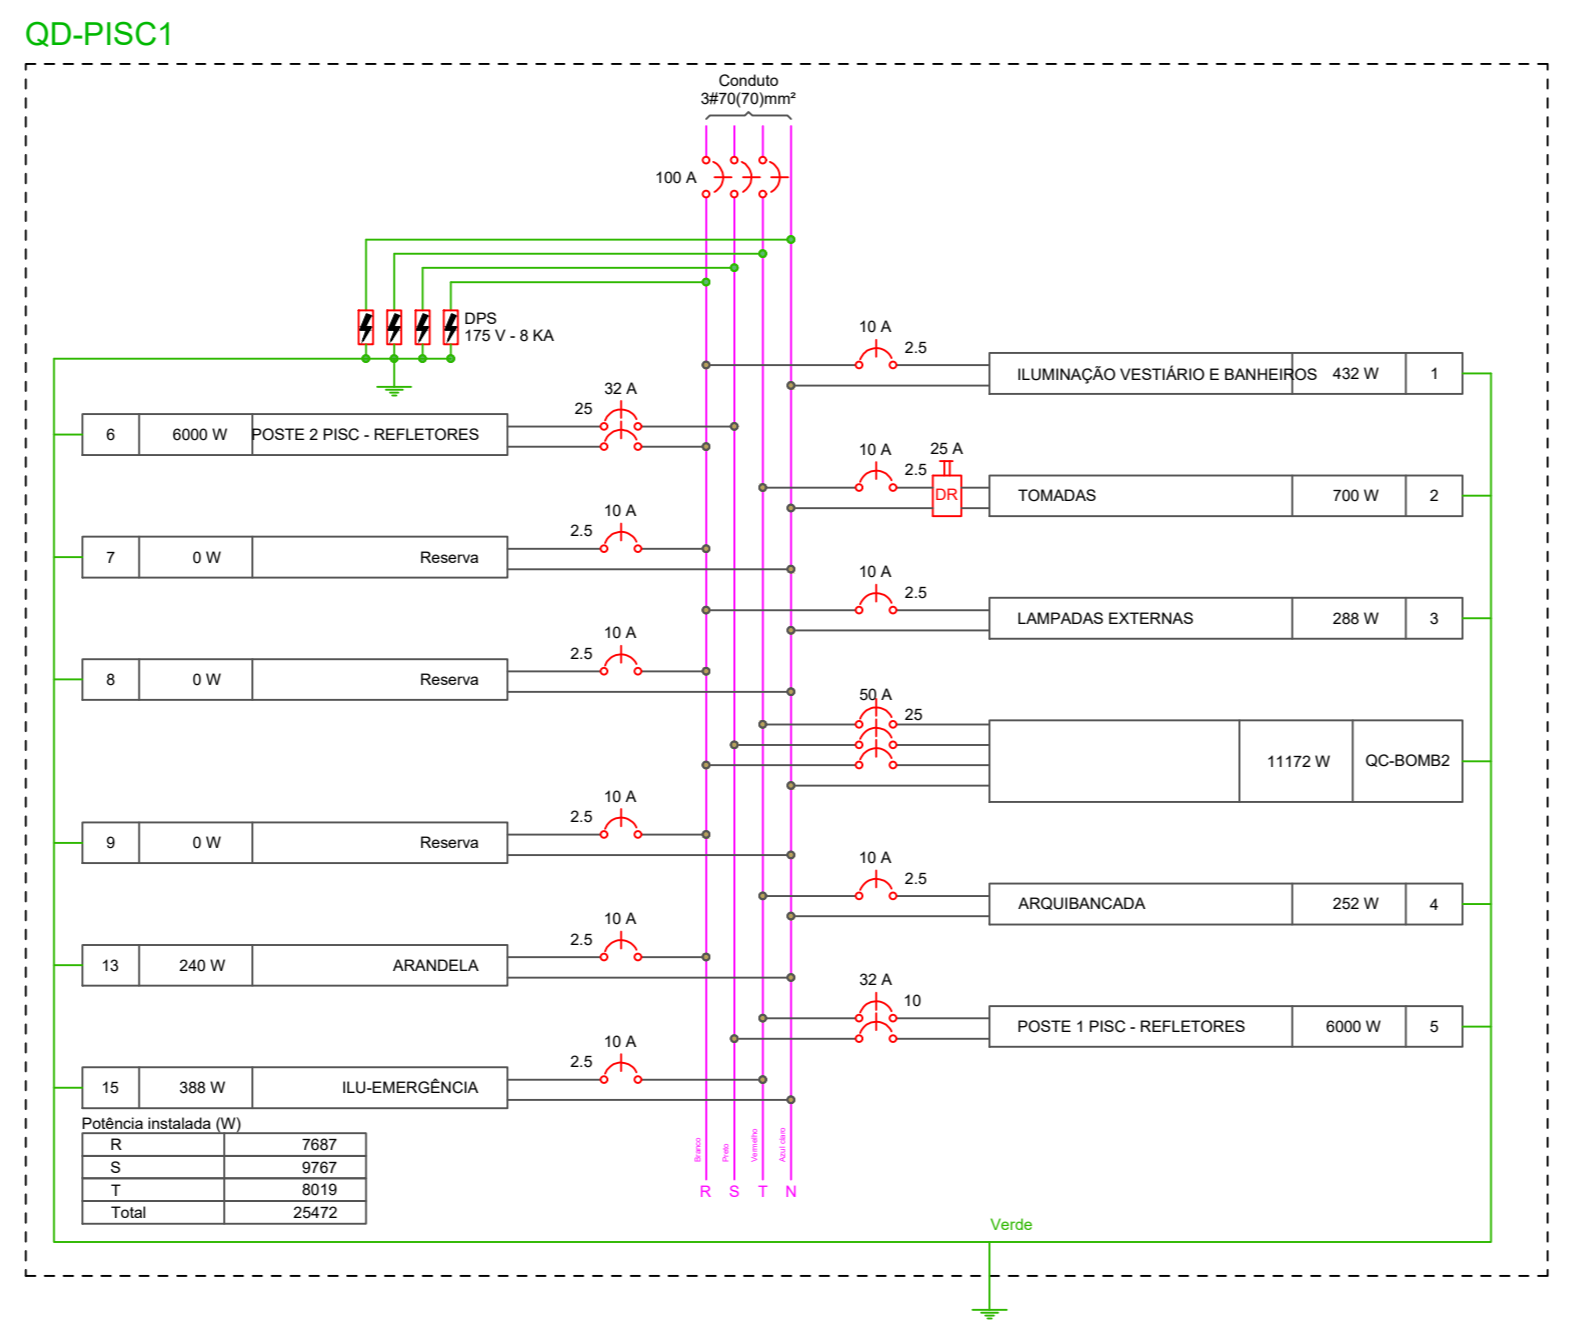 QD-PISC1
Conduto
3#70(70)mm²
100 A
DPS
175 V - 8 KA
10 A
2.5
ILUMINAÇÃO VESTIÁRIO E BANHEIROS 432 W 1
32 A
25
6 6000 W POSTE 2 PISC - REFLETORES
10 A 25 A
2.5
DR
TOMADAS 700 W 2
10 A
2.5
7 0 W Reserva
10 A
2.5
LAMPADAS EXTERNAS 288 W 3
10 A
2.5
8 0 W Reserva
50 A
25
11172 W QC-BOMB2
10 A
2.5
9 0 W Reserva
10 A
2.5
ARQUIBANCADA 252 W 4
10 A
2.5
13 240 W ARANDELA
32 A
10
POSTE 1 PISC - REFLETORES 6000 W 5
10 A
2.5
15 388 W ILU-EMERGÊNCIA
Potência instalada (W)
R 7687
S 9767
T 8019
Total 25472
Branco
Preto
Vermelho
Azul claro
R S T N
Verde